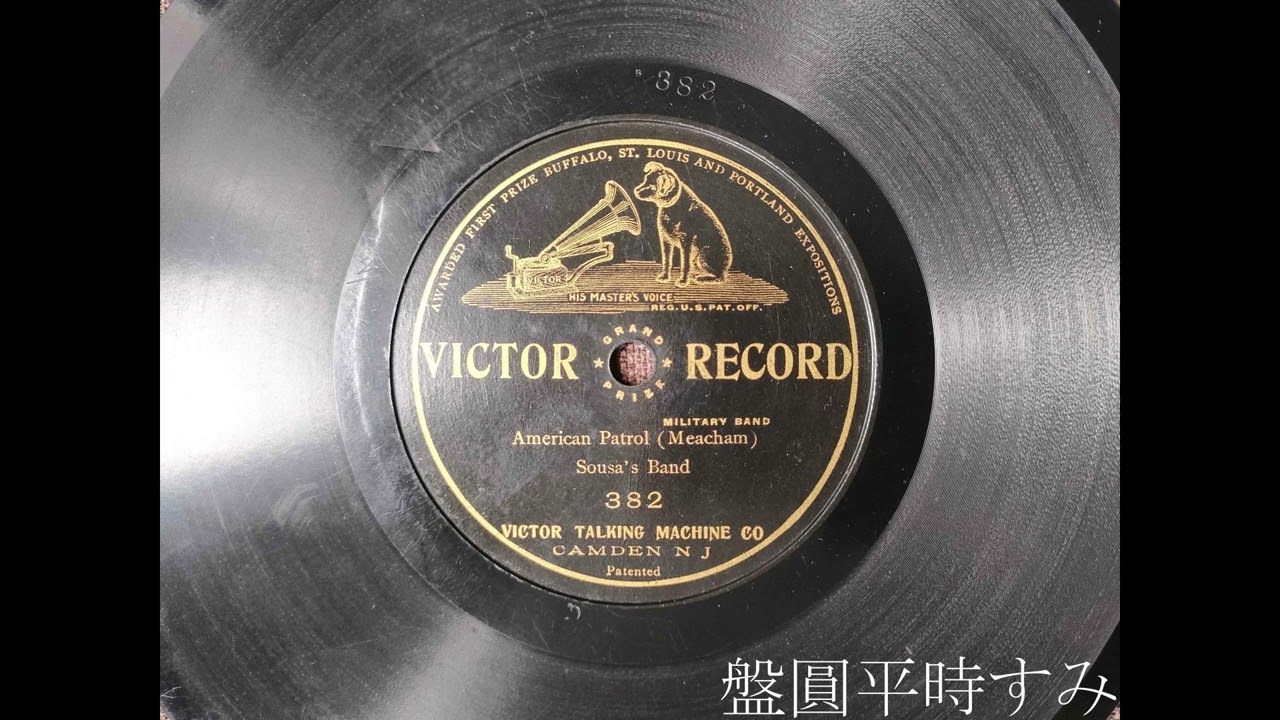 382
AWARDED FIRST PRIZE BUFFALO, ST. LOUIS AND PORTLAND EXPOSITIONS
VICTOR
HIS MASTER'S VOICE
REG. U.S. PAT. OFF.
GRAND
VICTOR RECORD
PRIZE
MILITARY BAND
American Patrol (Meacham)
Sousa's Band
382
VICTOR TALKING MACHINE CO
CAMDEN N J
Patented
盤圓平時すみ